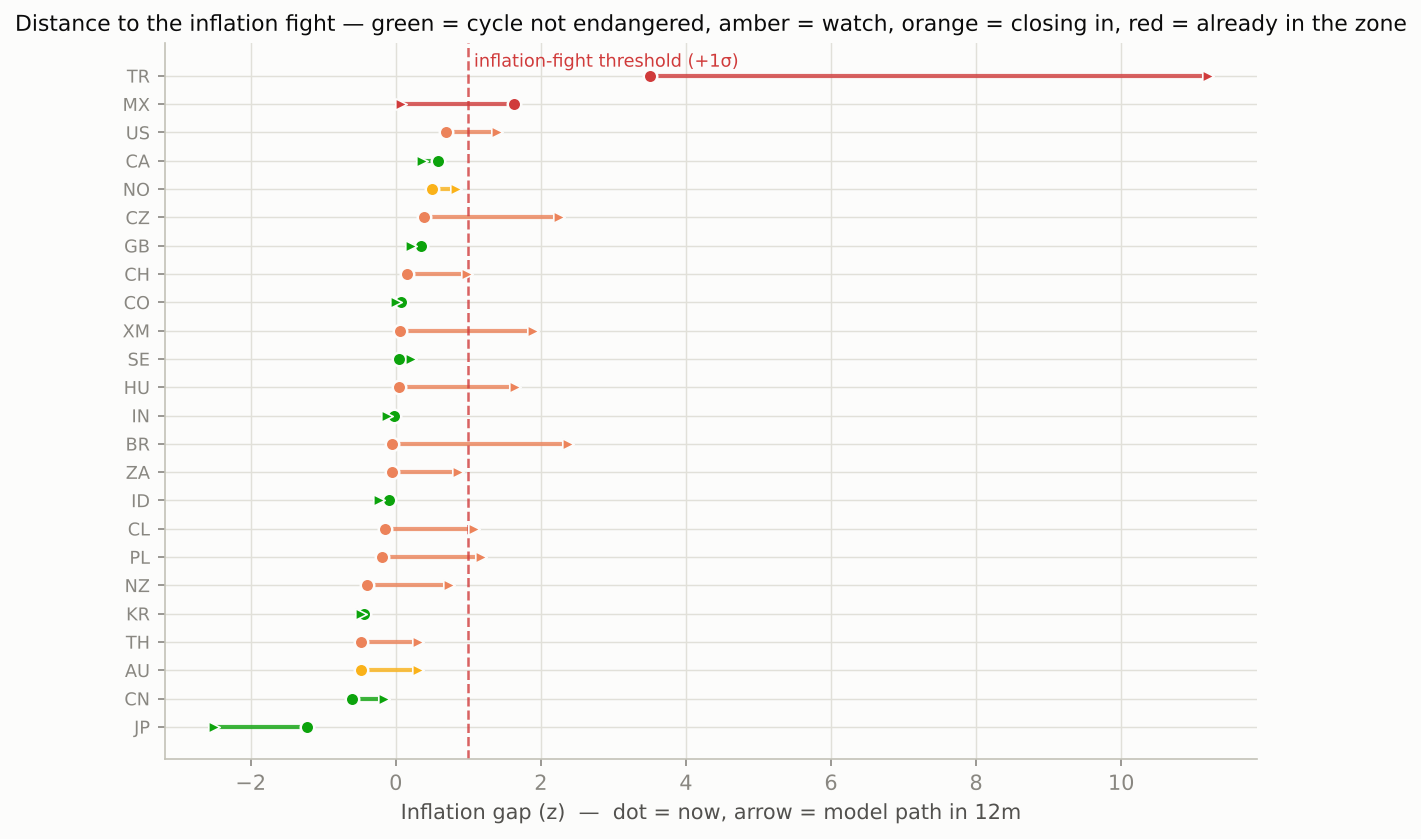 Distance to the inflation fight — green = cycle not endangered, amber = watch, orange = closing in, red = already in the zone
inflation-fight threshold (+1σ)
TR
MX
US
CA
NO
CZ
GB
CH
CO
XM
SE
HU
IN
BR
ZA
ID
CL
PL
NZ
KR
TH
AU
CN
JP
−2 0 2 4 6 8 10
Inflation gap (z) — dot = now, arrow = model path in 12m